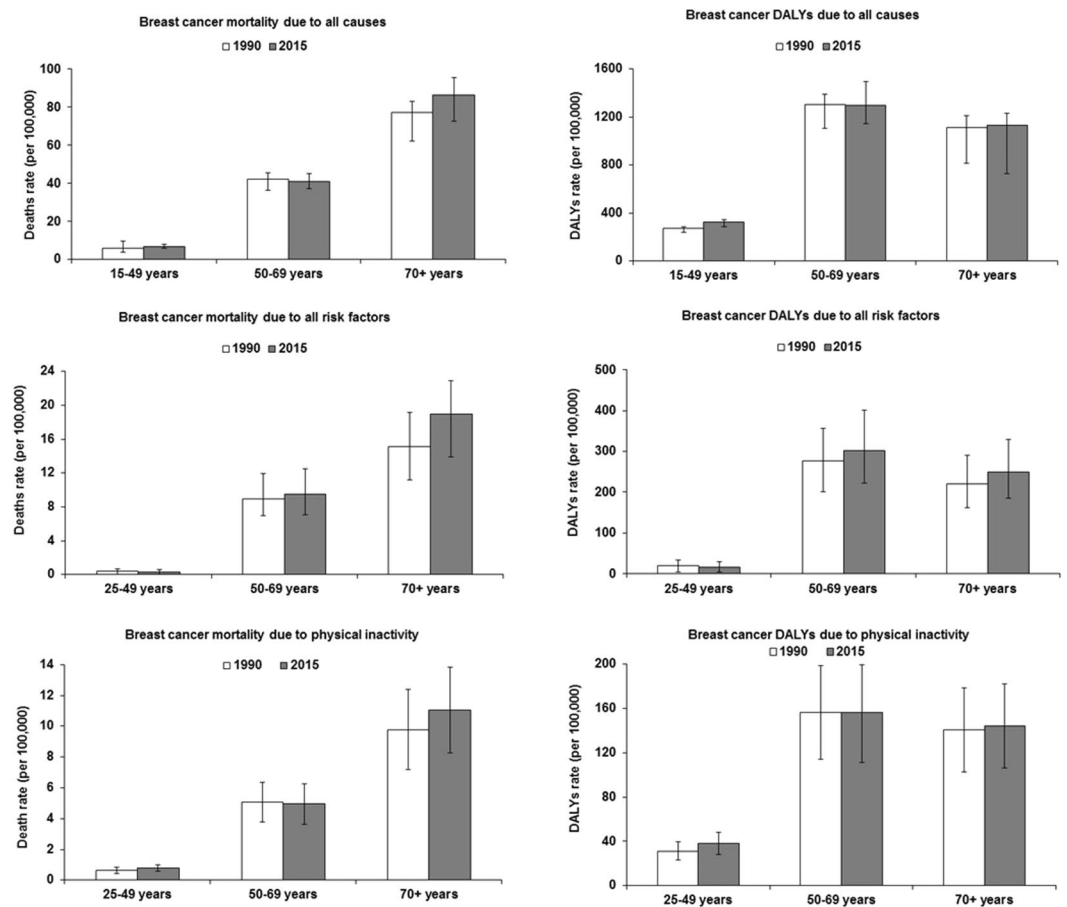 Breast cancer mortality due to all causes
1990 2015
Deaths rate (per 100,000)
100
80
60
40
20
0
15-49 years 50-69 years 70+ years
Breast cancer DALYs due to all causes
1990 2015
DALYs rate (per 100,000)
1600
1200
800
400
0
15-49 years 50-69 years 70+ years
Breast cancer mortality due to all risk factors
1990 2015
Deaths rate (per 100,000)
24
20
16
12
8
4
0
25-49 years 50-69 years 70+ years
Breast cancer DALYs due to all risk factors
1990 2015
DALYs rate (per 100,000)
500
400
300
200
100
0
25-49 years 50-69 years 70+ years
Breast cancer mortality due to physical inactivity
1990 2015
Death rate (per 100,000)
14
12
10
8
6
4
2
0
25-49 years 50-69 years 70+ years
Breast cancer DALYs due to physical inactivity
1990 2015
DALYs rate (per 100,000)
200
160
120
80
40
0
25-49 years 50-69 years 70+ years